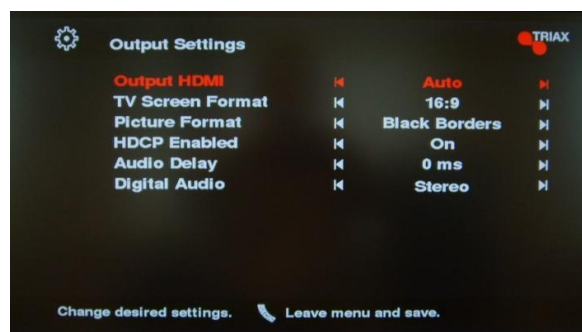 Output Settings
TRIAX
Output HDMI Auto
TV Screen Format 16:9
Picture Format Black Borders
HDCP Enabled On
Audio Delay 0 ms
Digital Audio Stereo
Change desired settings. Leave menu and save.